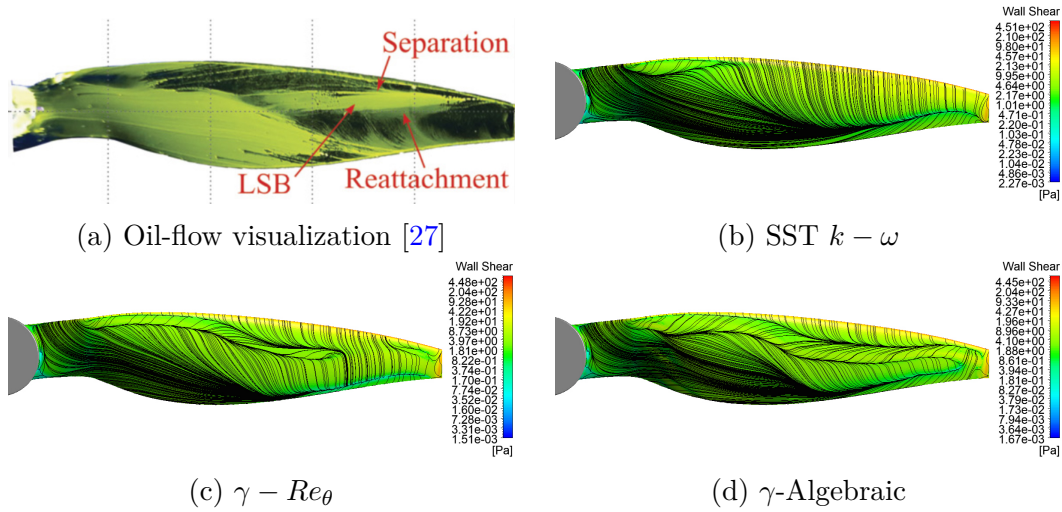 Separation
LSB
Reattachment
(a) Oil-flow visualization [27]
Wall Shear
4.51e+02
2.10e+02
9.80e+01
4.57e+01
2.13e+01
9.95e+00
4.64e+00
2.17e+00
1.01e+00
4.71e-01
2.20e-01
1.03e-01
4.78e-02
2.23e-02
1.04e-02
4.86e-03
2.27e-03
[Pa]
(b) SST k − ω
Wall Shear
4.48e+02
2.04e+02
9.28e+01
4.22e+01
1.92e+01
8.73e+00
3.97e+00
1.81e+00
8.22e-01
3.74e-01
1.70e-01
7.74e-02
3.52e-02
1.60e-02
7.28e-03
3.31e-03
1.51e-03
[Pa]
(c) γ − Reθ
Wall Shear
4.48e+02
2.04e+02
9.33e+01
4.27e+01
1.96e+01
8.96e+00
4.10e+00
1.88e+00
8.61e-01
3.94e-01
1.81e-01
8.27e-02
3.79e-02
1.73e-02
7.94e-03
3.64e-03
1.67e-03
[Pa]
(d) γ-Algebraic